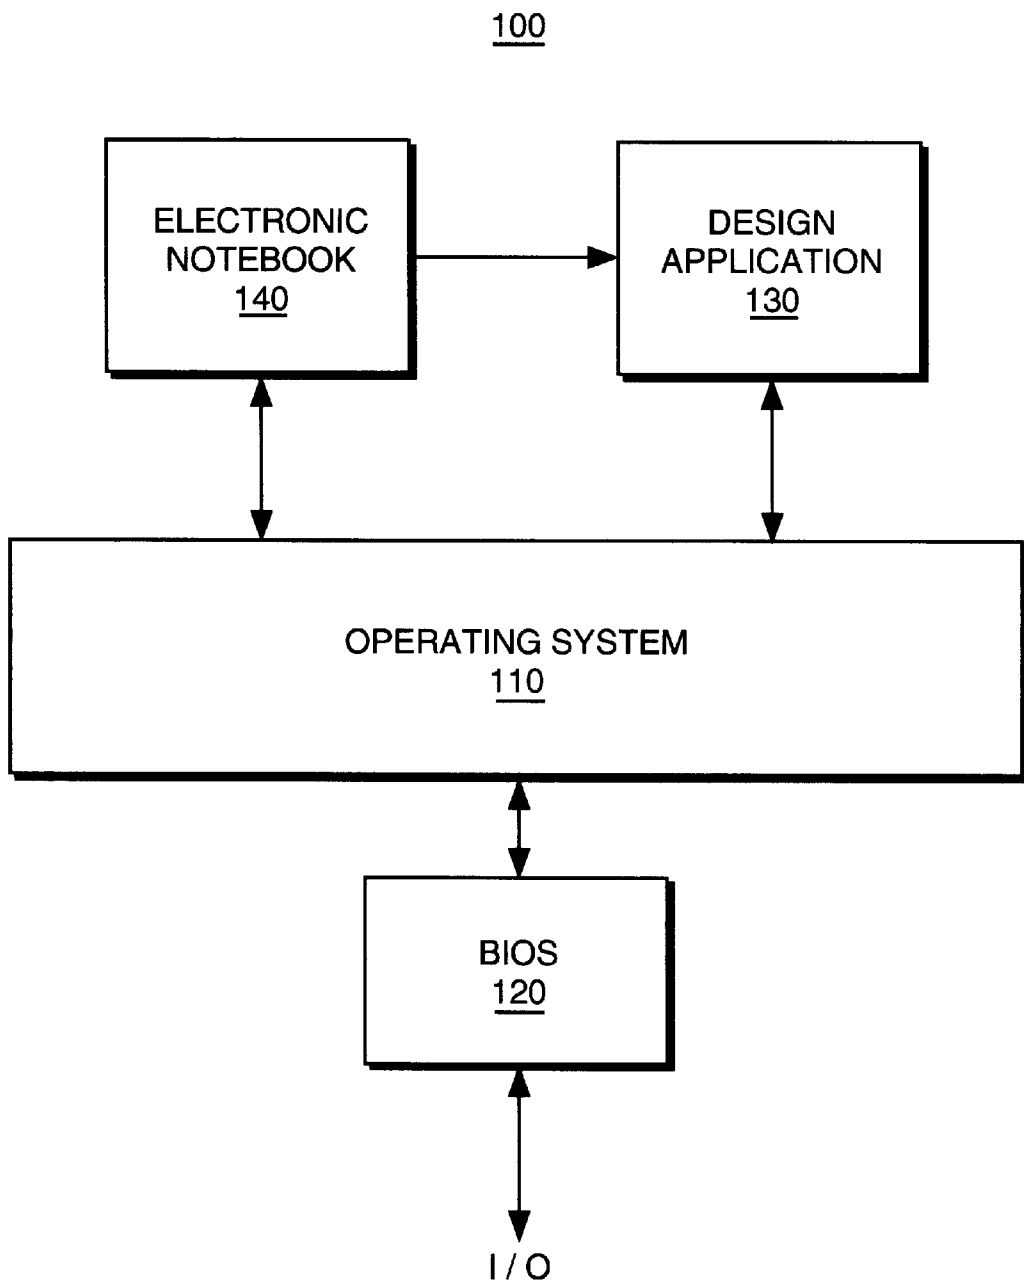 100
ELECTRONIC
NOTEBOOK
140
DESIGN
APPLICATION
130
OPERATING SYSTEM
110
BIOS
120
I / O